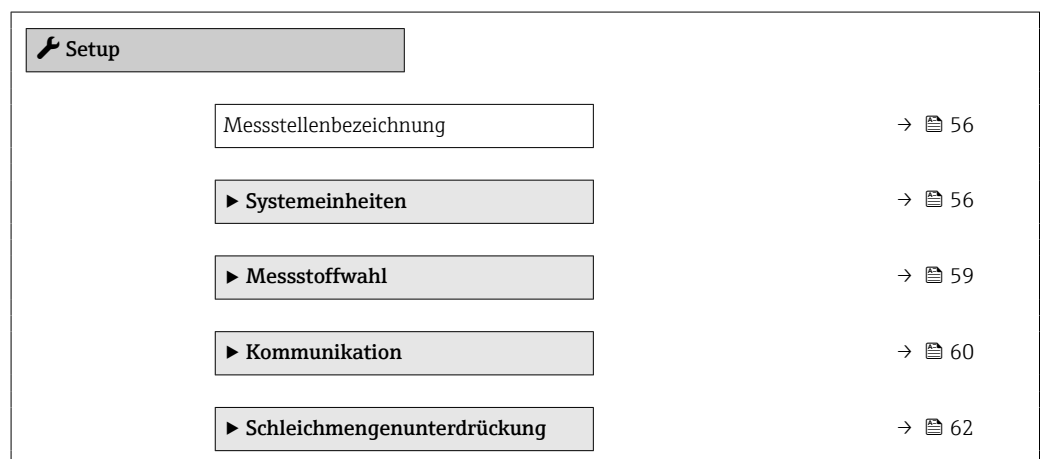 Setup
Messstellenbezeichnung → 56
▶ Systemeinheiten → 56
▶ Messstoffwahl → 59
▶ Kommunikation → 60
▶ Schleichmengenunterdrückung → 62